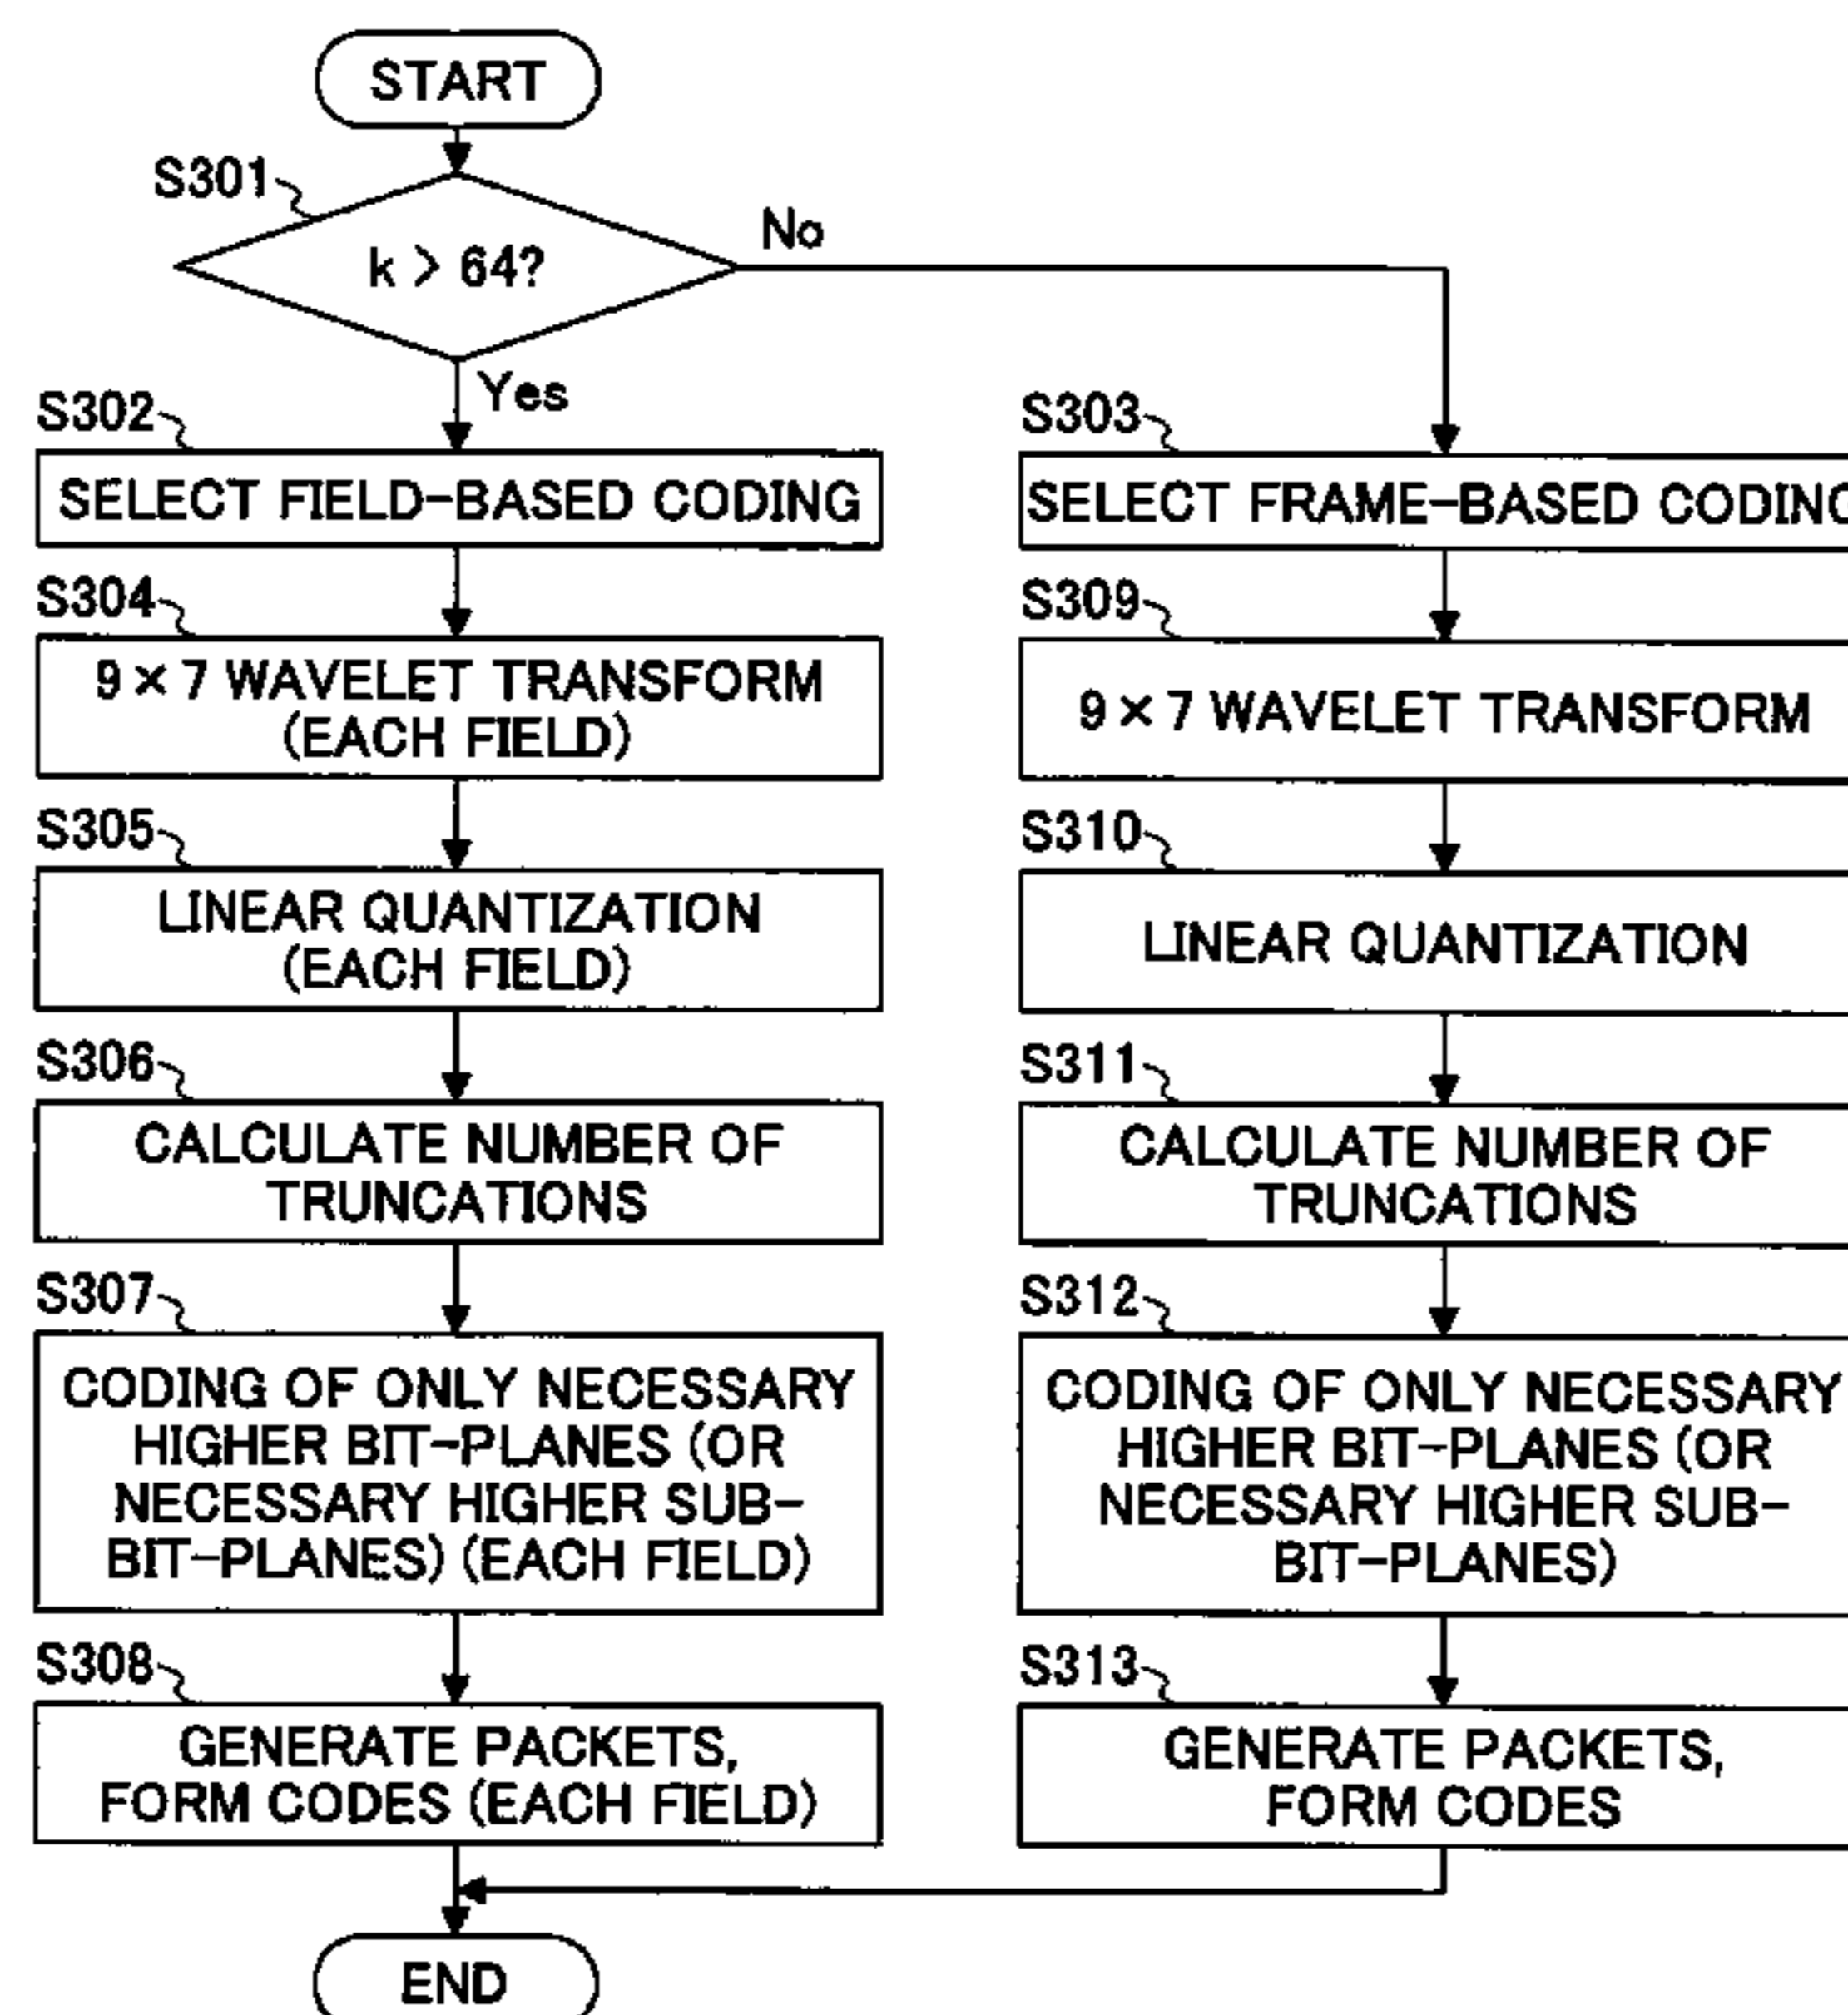 START
S301
k > 64?
No
Yes
S302
SELECT FIELD-BASED CODING
S304
9 × 7 WAVELET TRANSFORM
(EACH FIELD)
S305
LINEAR QUANTIZATION
(EACH FIELD)
S306
CALCULATE NUMBER OF
TRUNCATIONS
S307
CODING OF ONLY NECESSARY
HIGHER BIT-PLANES (OR
NECESSARY HIGHER SUB-
BIT-PLANES) (EACH FIELD)
S308
GENERATE PACKETS,
FORM CODES (EACH FIELD)
S303
SELECT FRAME-BASED CODING
S309
9 × 7 WAVELET TRANSFORM
S310
LINEAR QUANTIZATION
S311
CALCULATE NUMBER OF
TRUNCATIONS
S312
CODING OF ONLY NECESSARY
HIGHER BIT-PLANES (OR
NECESSARY HIGHER SUB-
BIT-PLANES)
S313
GENERATE PACKETS,
FORM CODES
END